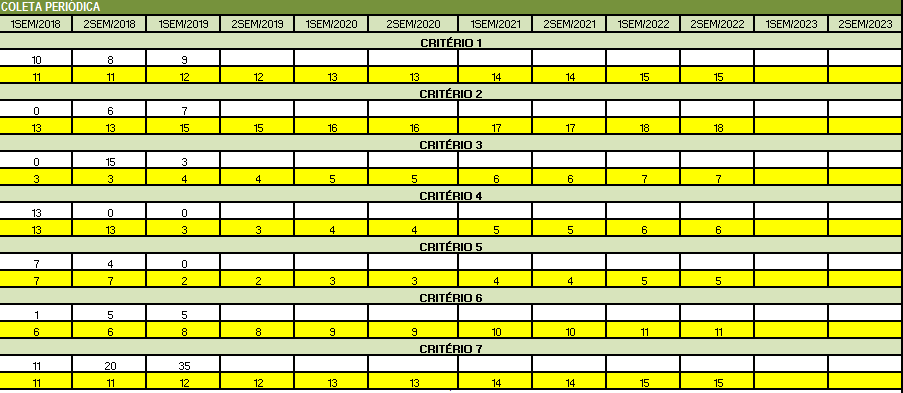 COLETA PERIÓDICA
1SEM/2018 2SEM/2018 1SEM/2019 2SEM/2019 1SEM/2020 2SEM/2020 1SEM/2021 2SEM/2021 1SEM/2022 2SEM/2022 1SEM/2023 2SEM/2023
CRITÉRIO 1
10 8 9
11 11 12 12 13 13 14 14 15 15
CRITÉRIO 2
0 6 7
13 13 15 15 16 16 17 17 18 18
CRITÉRIO 3
0 15 3
3 3 4 4 5 5 6 6 7 7
CRITÉRIO 4
13 0 0
13 13 3 3 4 4 5 5 6 6
CRITÉRIO 5
7 4 0
7 7 2 2 3 3 4 4 5 5
CRITÉRIO 6
1 5 5
6 6 8 8 9 9 10 10 11 11
CRITÉRIO 7
11 20 35
11 11 12 12 13 13 14 14 15 15